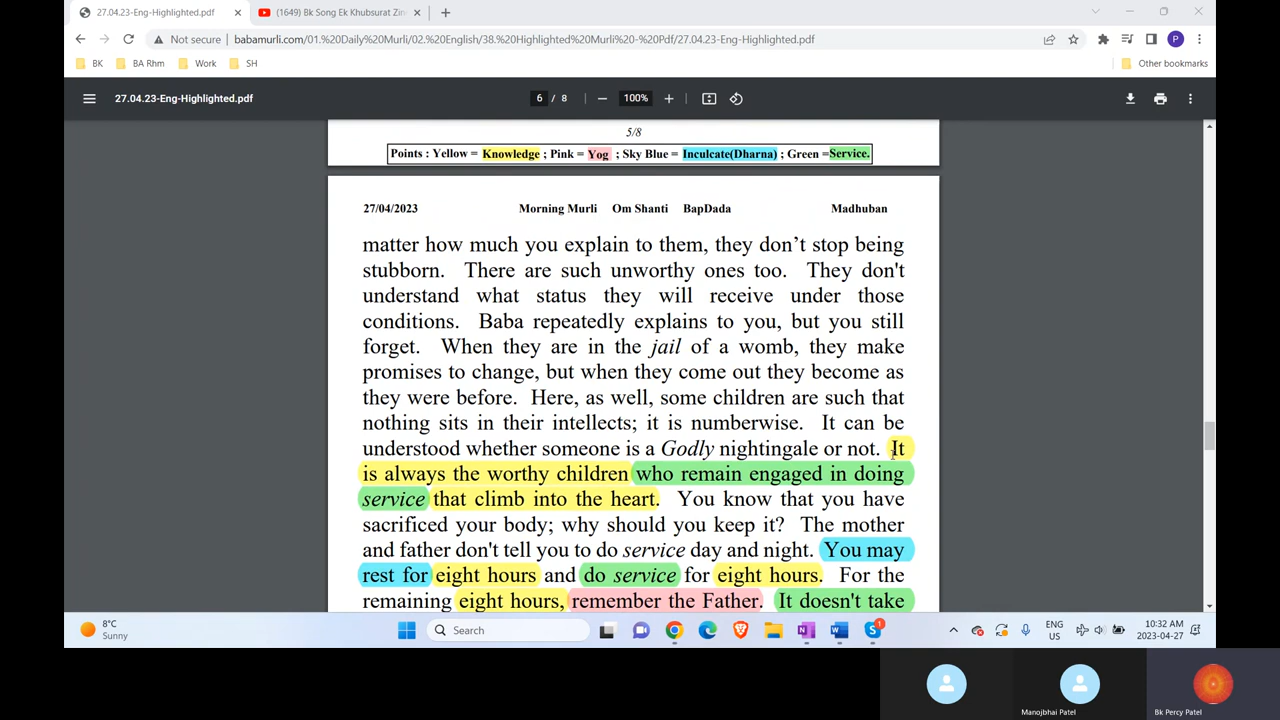 27.04.23-Eng-Highlighted.pdf
(1649) Bk Song Ek Khubsurat Zin
Not secure
babamurli.com/01.%20Daily%20Murli/02.%20English/38.%20Highlighted%20Murli%20-%20Pdf/27.04.23-Eng-Highlighted.pdf
BK
BA Rhm
Work
SH
Other bookmarks
27.04.23-Eng-Highlighted.pdf
6 / 8
100%
5/8
Points : Yellow = Knowledge ; Pink = Yog ; Sky Blue = Inculcate(Dharna) ; Green =Service.
27/04/2023 Morning Murli Om Shanti BapDada Madhuban
matter how much you explain to them, they don’t stop being
stubborn. There are such unworthy ones too. They don't
understand what status they will receive under those
conditions. Baba repeatedly explains to you, but you still
forget. When they are in the jail of a womb, they make
promises to change, but when they come out they become as
they were before. Here, as well, some children are such that
nothing sits in their intellects; it is numberwise. It can be
understood whether someone is a Godly nightingale or not. It
is always the worthy children who remain engaged in doing
service that climb into the heart. You know that you have
sacrificed your body; why should you keep it? The mother
and father don't tell you to do service day and night. You may
rest for eight hours and do service for eight hours. For the
remaining eight hours, remember the Father. It doesn't take
8°C
Sunny
Search
1
ENG
US
10:32 AM
2023-04-27
P
Manojbhai Patel
Bk Percy Patel